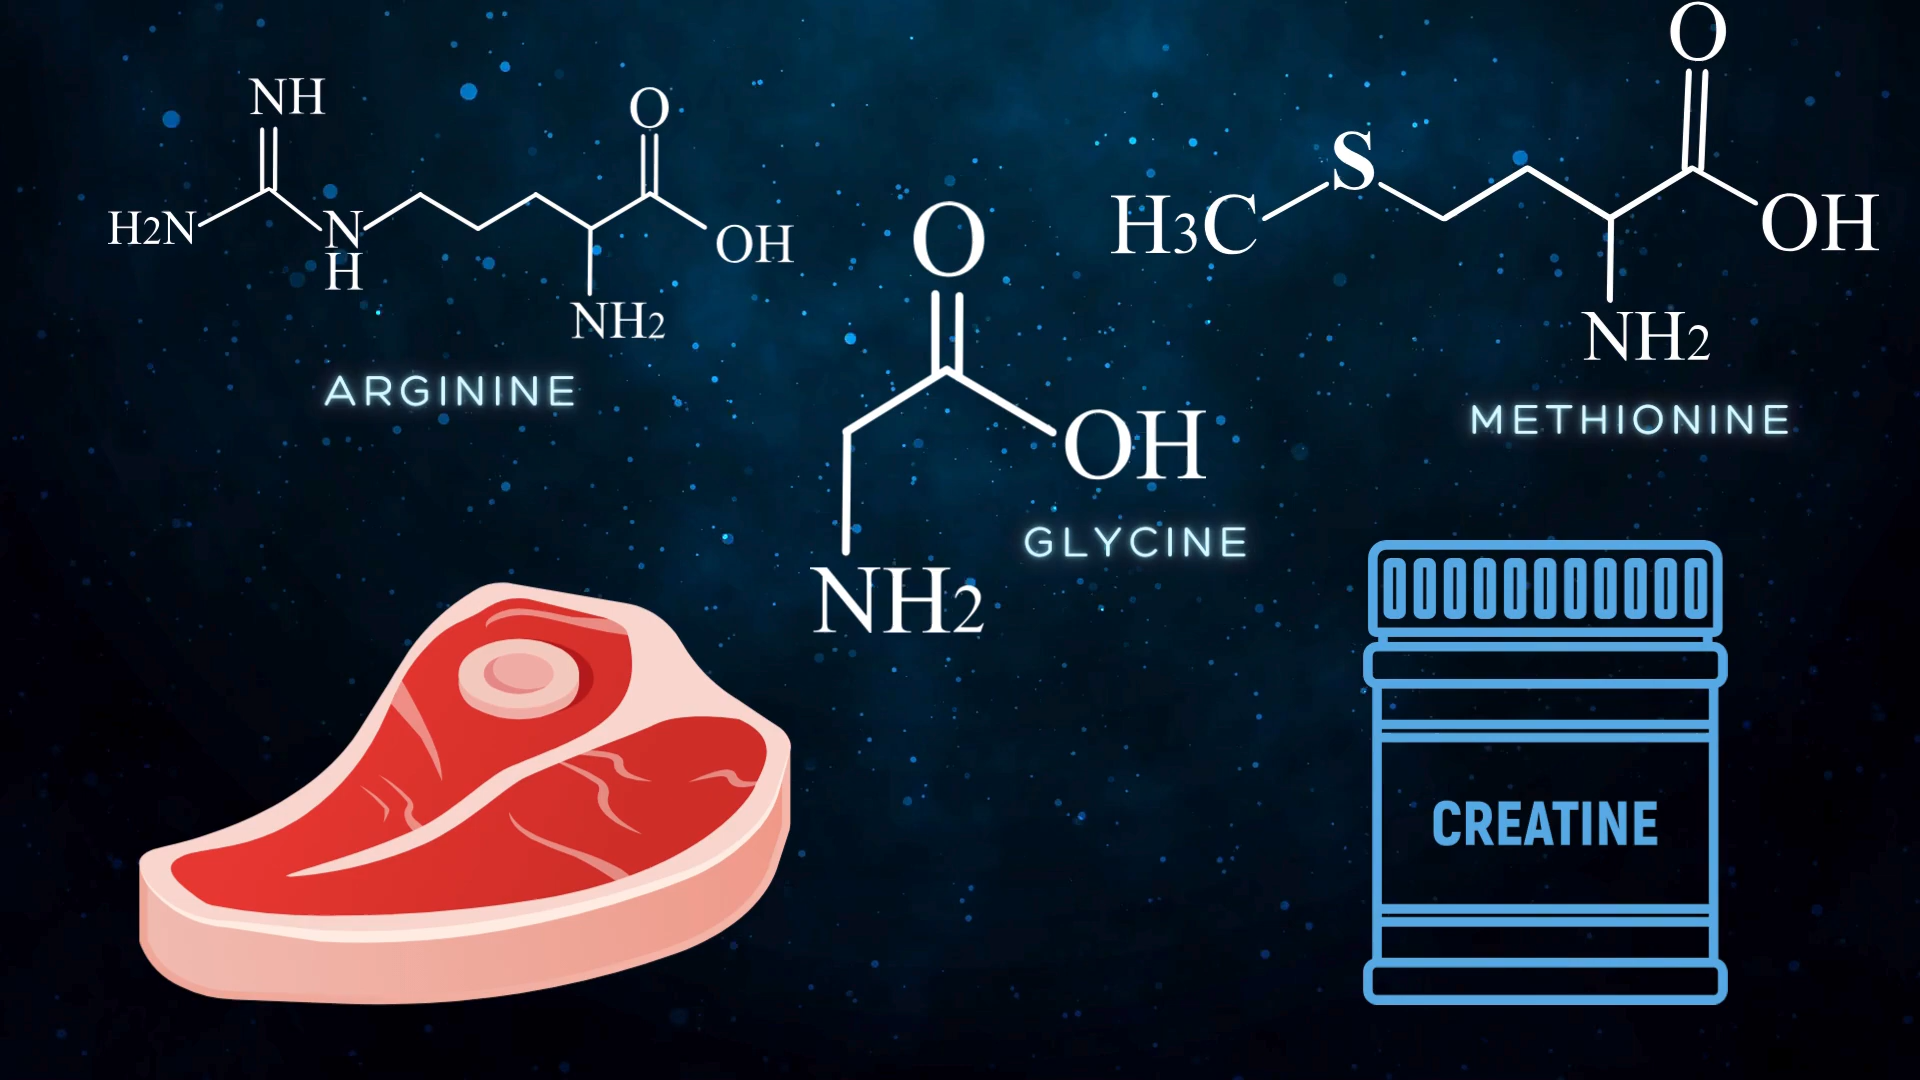 NH
O
H2N
N
H
OH
NH2
ARGININE
O
OH
NH2
GLYCINE
O
S
H3C
OH
NH2
METHIONINE
CREATINE